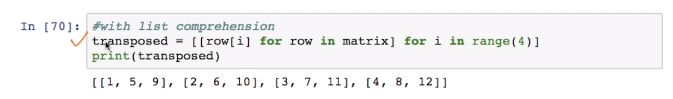 In [70]: #with list comprehension
transposed = [[row[i] for row in matrix] for i in range(4)]
print(transposed)
[[1, 5, 9], [2, 6, 10], [3, 7, 11], [4, 8, 12]]